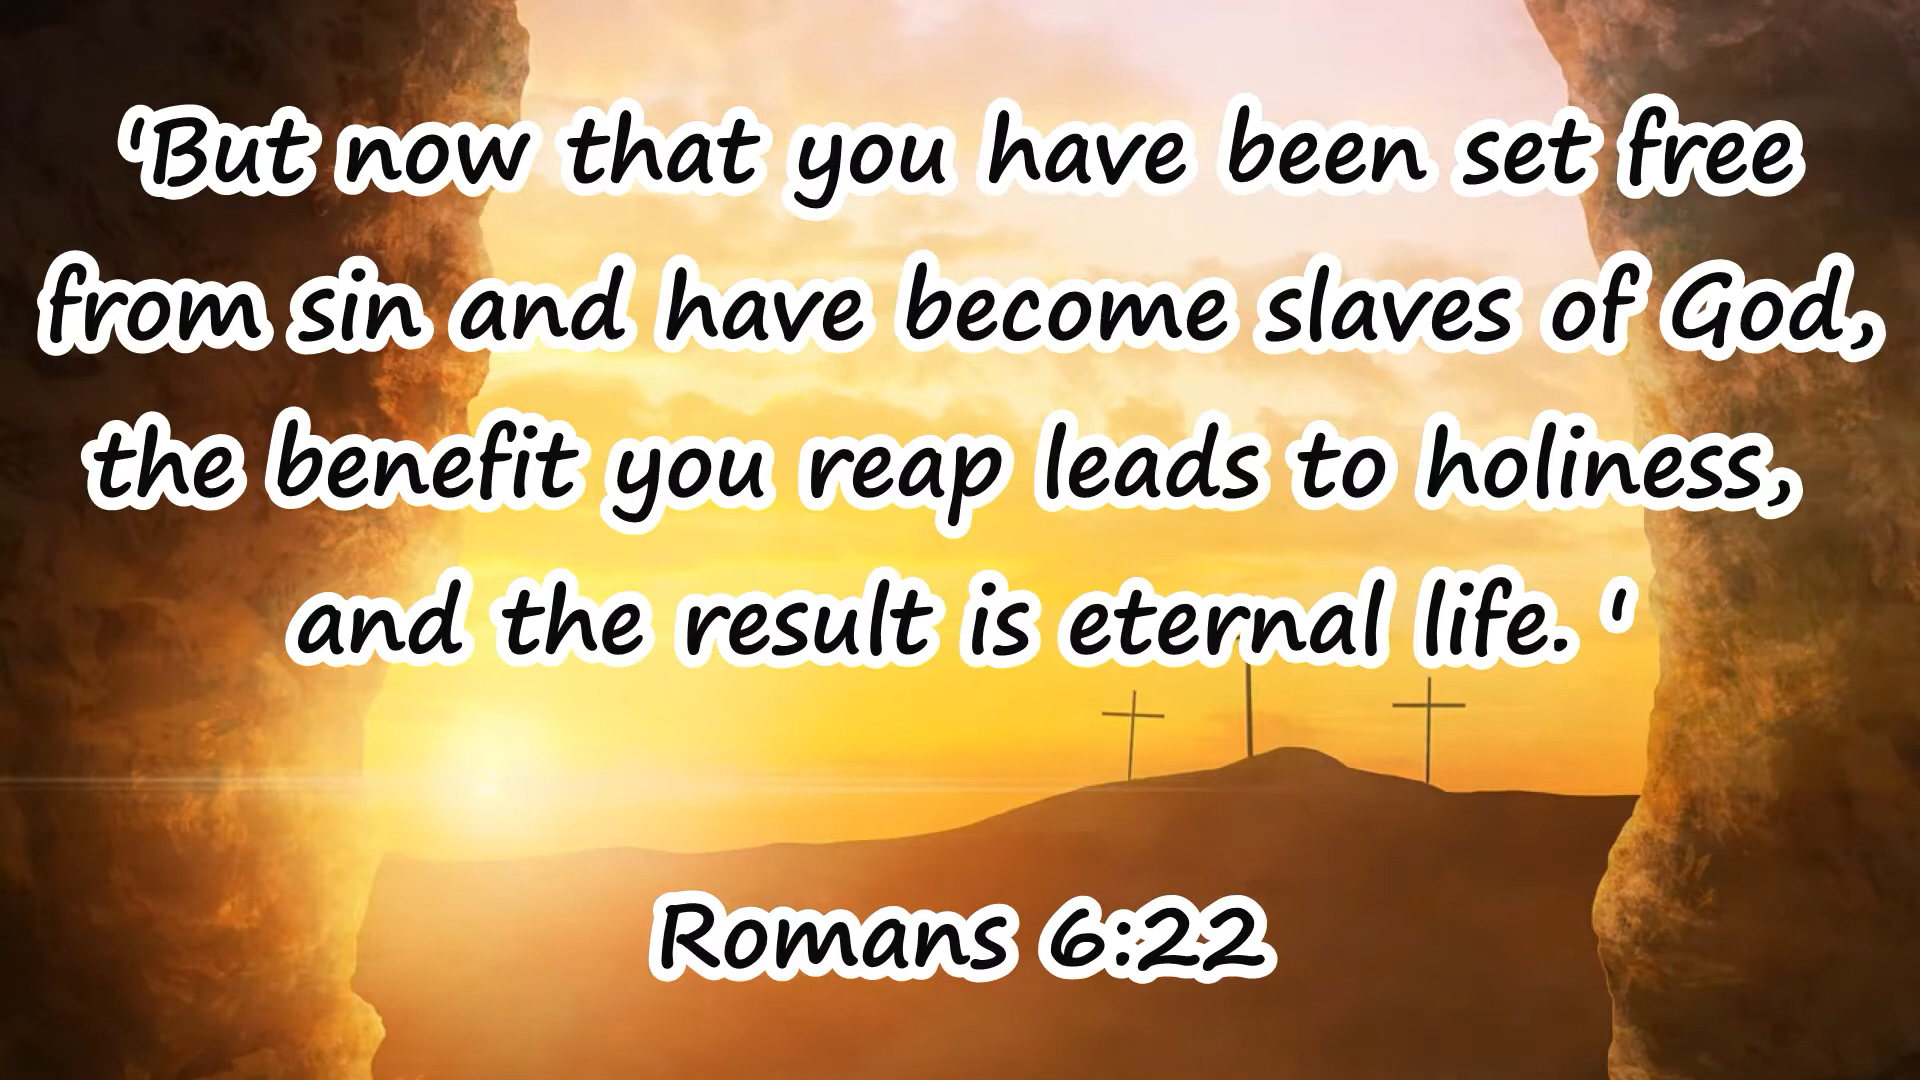 ‘But now that you have been set free
from sin and have become slaves of God,
the benefit you reap leads to holiness,
and the result is eternal life. ‘
Romans 6:22